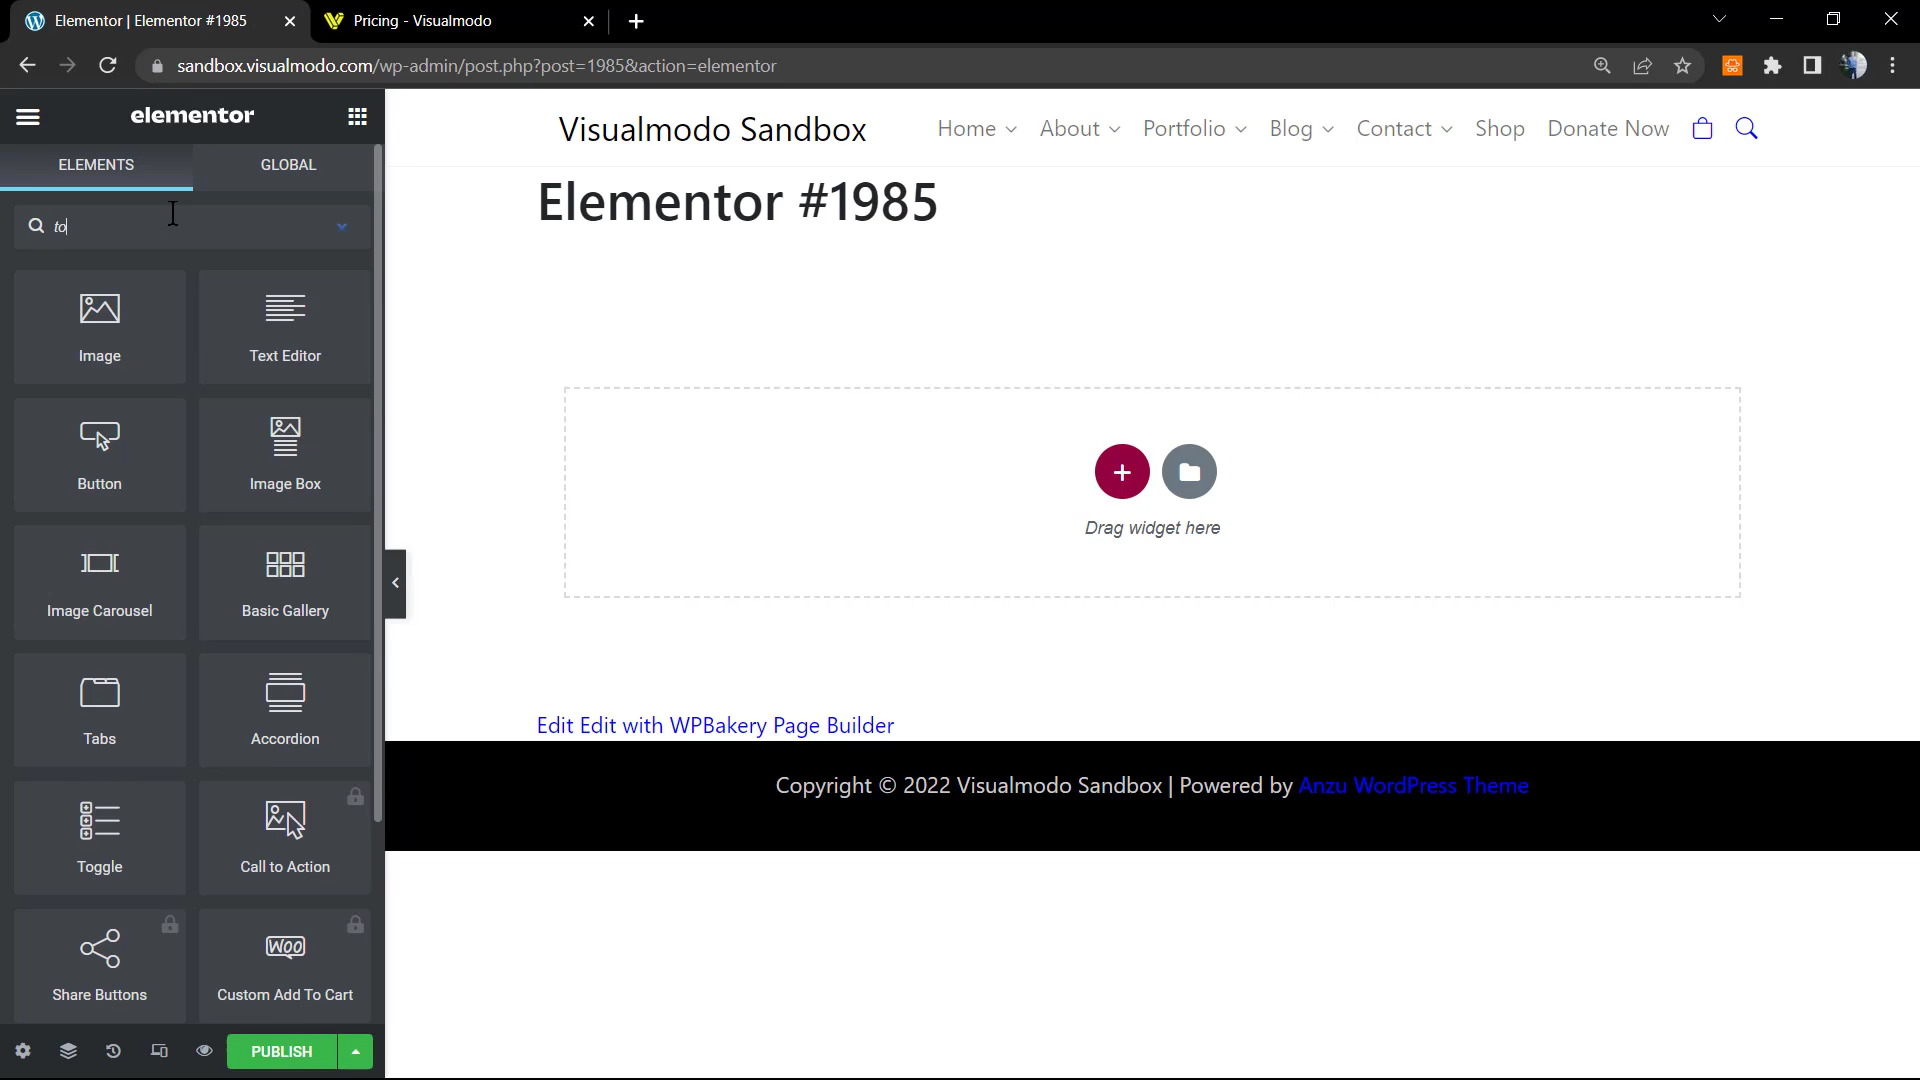 Elementor | Elementor #1985
Pricing - Visualmodo
sandbox.visualmodo.com/wp-admin/post.php?post=1985&action=elementor
elementor
ELEMENTS
GLOBAL
to
Image
Text Editor
Button
Image Box
Image Carousel
Basic Gallery
Tabs
Accordion
Toggle
Call to Action
Share Buttons
WOO
Custom Add To Cart
PUBLISH
Visualmodo Sandbox
Home
About
Portfolio
Blog
Contact
Shop
Donate Now
Elementor #1985
Drag widget here
Edit Edit with WPBakery Page Builder
Copyright © 2022 Visualmodo Sandbox | Powered by Anzu WordPress Theme